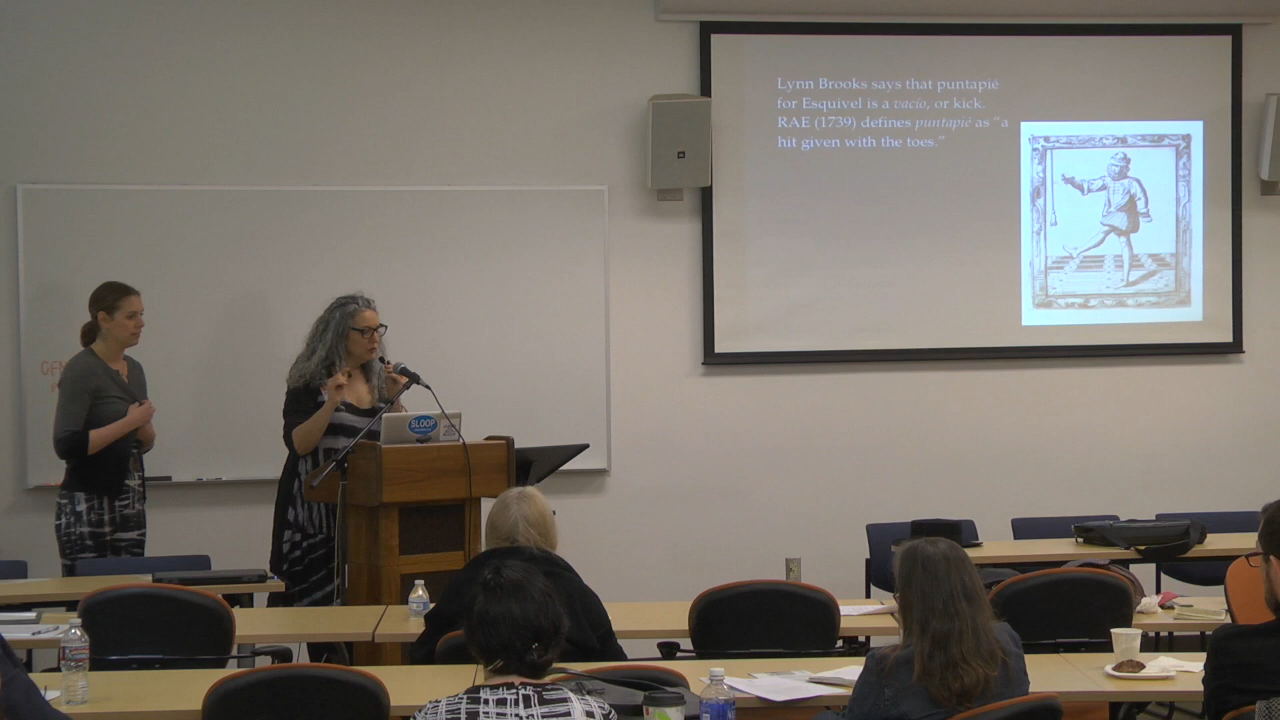 Lynn Brooks says that puntapié
for Esquivel is a vacío, or kick.
RAE (1739) defines puntapié as “a
hit given with the toes.”
SLOOP